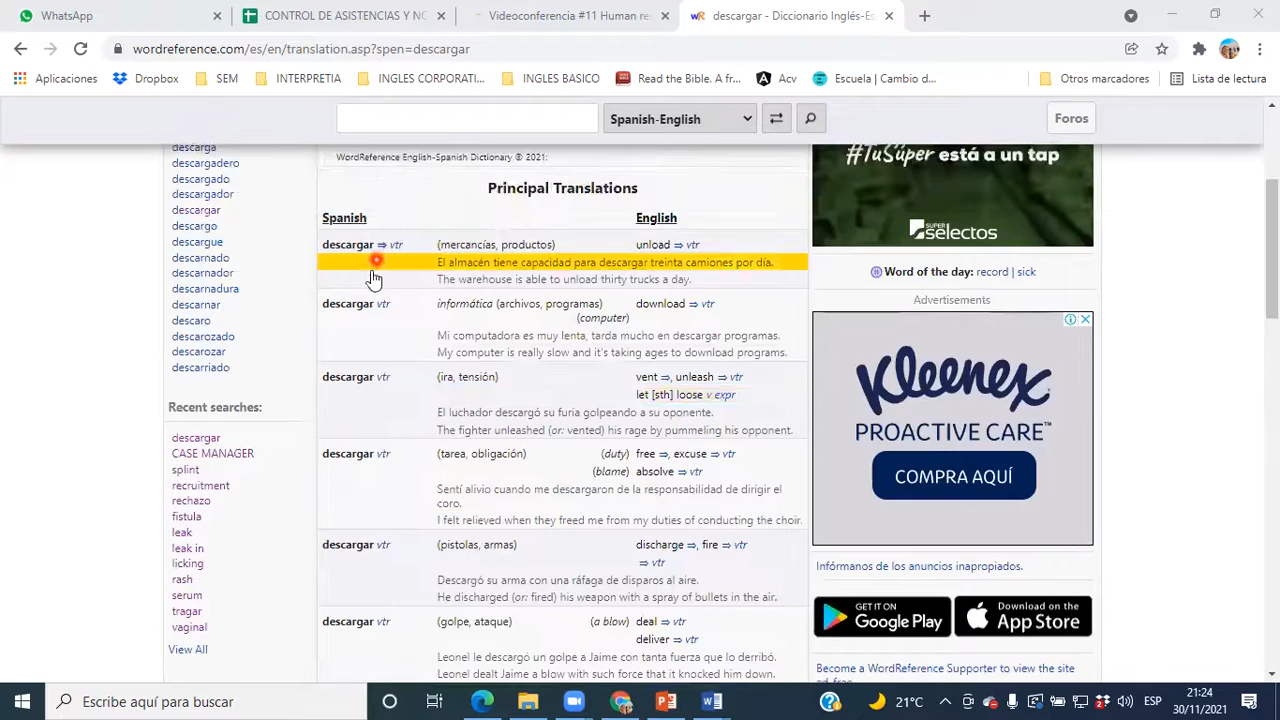 WhatsApp
CONTROL DE ASISTENCIAS Y NO
Videoconferencia #11 Human res
descargar - Diccionario Inglés-Es
wordreference.com/es/en/translation.asp?spen=descargar
Aplicaciones
Dropbox
SEM
INTERPRETIA
INGLES CORPORATI...
INGLES BASICO
Read the Bible. A fr...
Acv
Escuela | Cambio d...
Otros marcadores
Lista de lectura
Spanish-English
Foros
descarga
descargadero
descargado
descargador
descargar
descargo
descargue
descarnado
descarnador
descarnadura
descarnar
descaro
descarozado
descarozar
descarriado
Recent searches:
descargar
CASE MANAGER
splint
recruitment
rechazo
fistula
leak
leak in
licking
rash
serum
tragar
vaginal
View All
WordReference English-Spanish Dictionary © 2021:
Principal Translations
Spanish English
descargar ⇒ vtr (mercancías, productos) unload ⇒ vtr
El almacén tiene capacidad para descargar treinta camiones por día.
The warehouse is able to unload thirty trucks a day.
descargar vtr informática (archivos, programas) download ⇒ vtr
(computer)
Mi computadora es muy lenta, tarda mucho en descargar programas.
My computer is really slow and it's taking ages to download programs.
descargar vtr (ira, tensión) vent ⇒, unleash ⇒ vtr
let [sth] loose v expr
El luchador descargó su furia golpeando a su oponente.
The fighter unleashed (or: vented) his rage by pummeling his opponent.
descargar vtr (tarea, obligación) (duty) free ⇒, excuse ⇒ vtr
(blame) absolve ⇒ vtr
Sentí alivio cuando me descargaron de la responsabilidad de dirigir el
coro.
I felt relieved when they freed me from my duties of conducting the choir.
descargar vtr (pistolas, armas) discharge ⇒, fire ⇒ vtr
⇒ vtr
Descargó su arma con una ráfaga de disparos al aire.
He discharged (or: fired) his weapon with a spray of bullets in the air.
descargar vtr (golpe, ataque) (a blow) deal ⇒ vtr
deliver ⇒ vtr
Leonel le descargó un golpe a Jaime con tanta fuerza que lo derribó.
Leonel dealt Jaime a blow with such force that it knocked him down.
#TuSúper está a un tap
SUPER
selectos
Word of the day: record | sick
Advertisements
Kleenex
PROACTIVE CARE™
COMPRA AQUÍ
Infórmanos de los anuncios inapropiados.
GET IT ON
Google Play
Download on the
App Store
Become a WordReference Supporter to view the site
ad-free.
Escribe aquí para buscar
21°C
ESP
21:24
30/11/2021